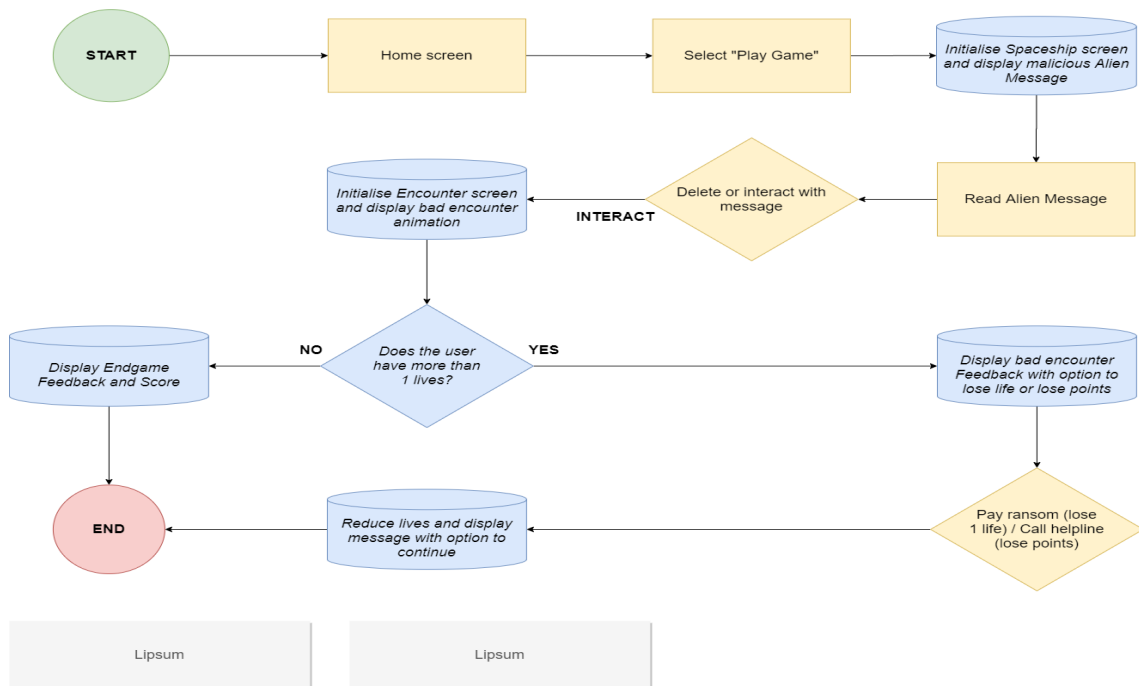 START
Home screen
Select "Play Game"
Initialise Spaceship screen
and display malicious Alien
Message
Read Alien Message
Delete or interact with
message
INTERACT
Initialise Encounter screen
and display bad encounter
animation
Does the user
have more than
1 lives?
NO
YES
Display Endgame
Feedback and Score
Display bad encounter
Feedback with option to
lose life or lose points
Pay ransom (lose
1 life) / Call helpline
(lose points)
Reduce lives and display
message with option to
continue
END
Lipsum
Lipsum